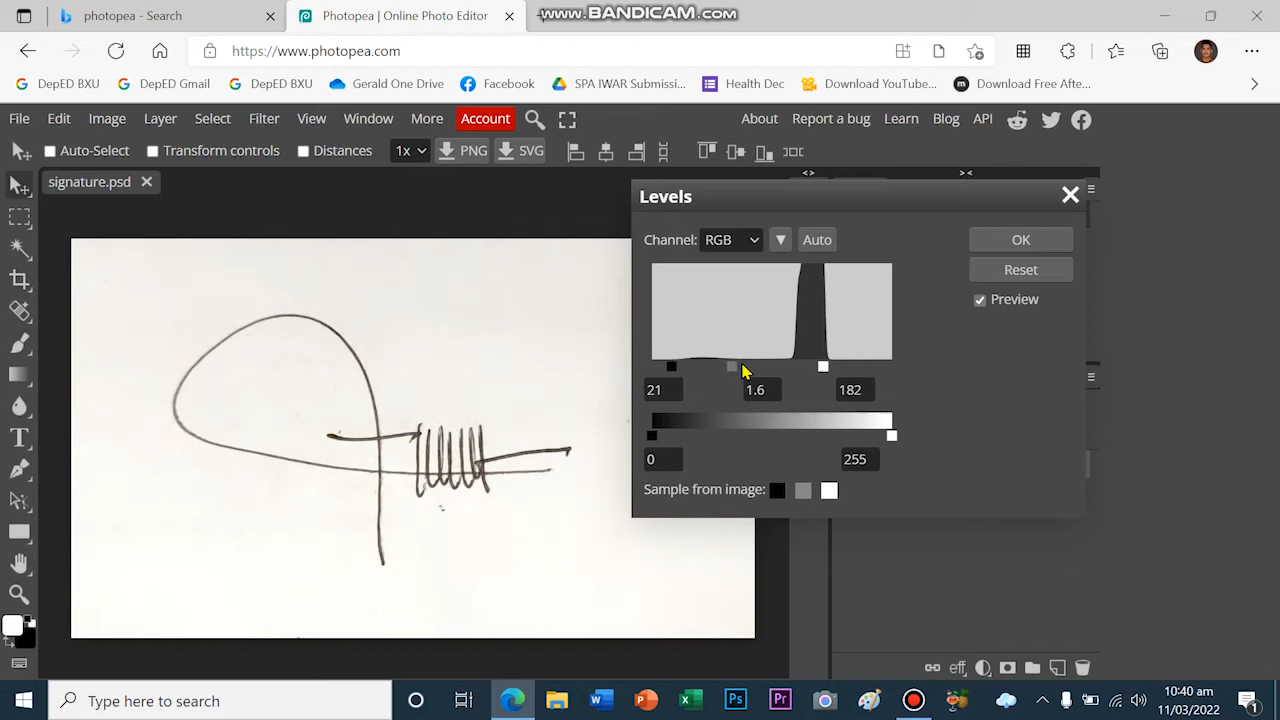 photopea - Search
Photopea | Online Photo Editor
www.BANDICAM.com
https://www.photopea.com
DepED BXU
DepED Gmail
DepED BXU
Gerald One Drive
Facebook
SPA IWAR Submissi...
Health Dec
Download YouTube...
Download Free Afte...
File Edit Image Layer Select Filter View Window More Account
About Report a bug Learn Blog API
Auto-Select Transform controls Distances 1x PNG SVG
signature.psd
Levels
Channel: RGB Auto
OK
Reset
Preview
21 1.6 182
0 255
Sample from image:
eff
Type here to search
10:40 am
11/03/2022